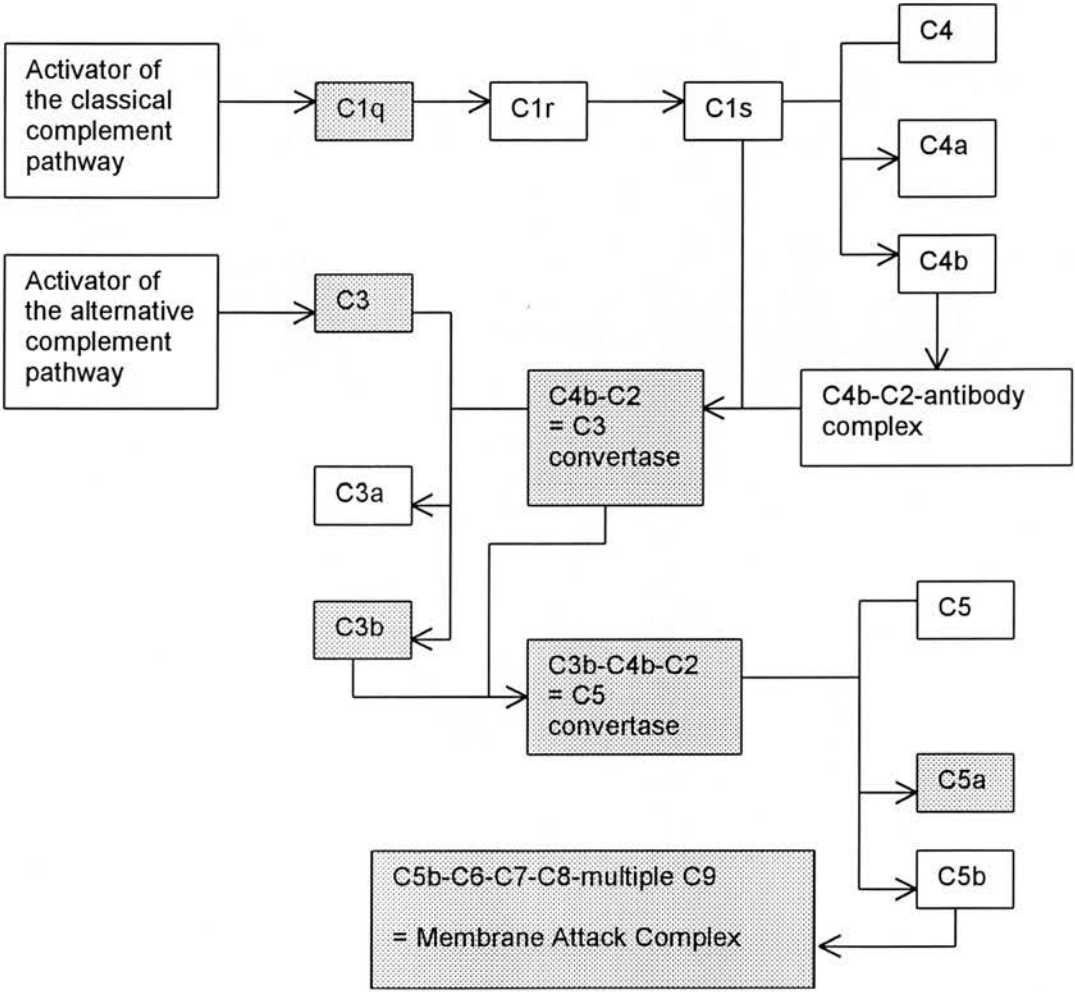 Activator of
the classical
complement
pathway
C1q
C1r
C1s
C4
C4a
C4b
Activator of
the alternative
complement
pathway
C3
C4b-C2
= C3
convertase
C4b-C2-antibody
complex
C3a
C3b
C3b-C4b-C2
= C5
convertase
C5
C5a
C5b
C5b-C6-C7-C8-multiple C9
= Membrane Attack Complex